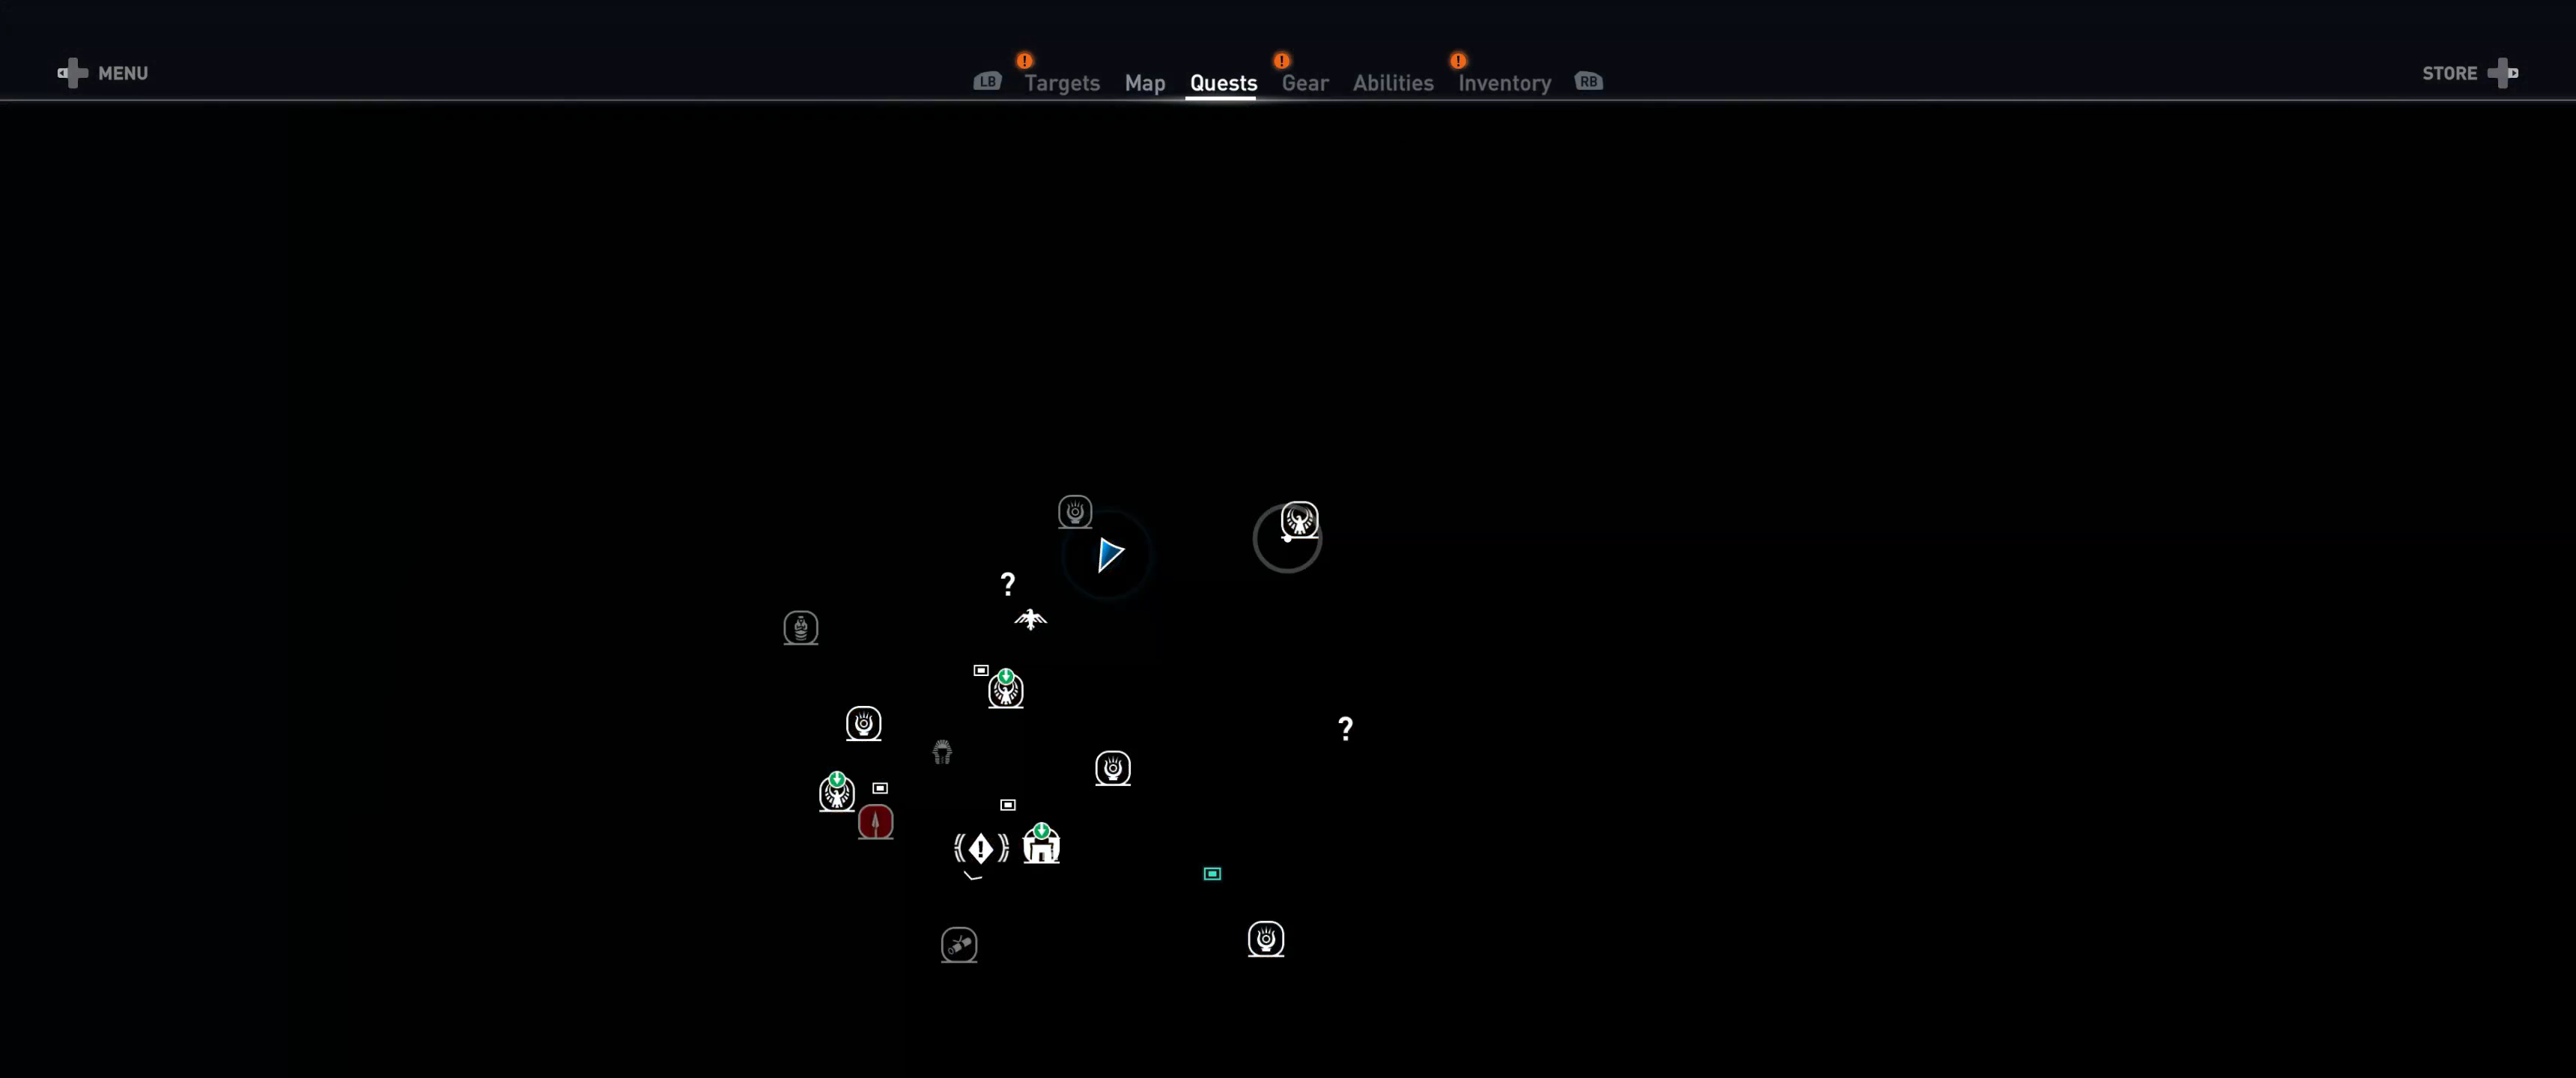 MENU
LB Targets Map Quests Gear Abilities Inventory RB
STORE
! ! !
?
?
!